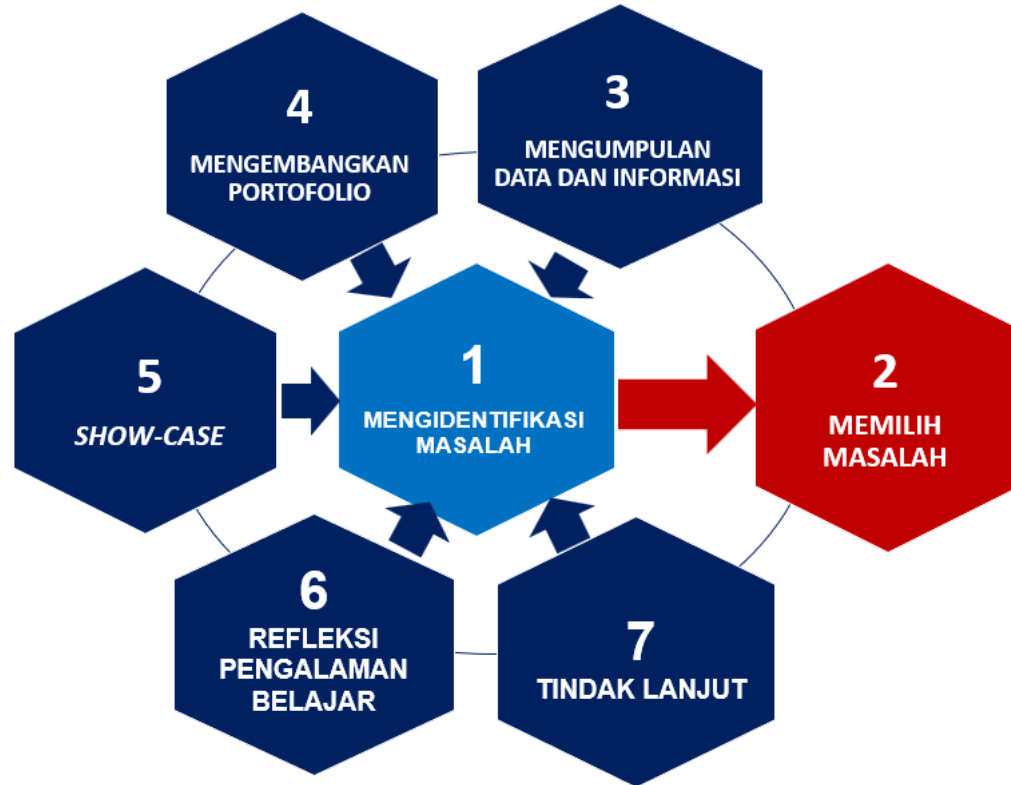 1
MENGIDENTIFIKASI
MASALAH
2
MEMILIH
MASALAH
3
MENGUMPULAN
DATA DAN INFORMASI
4
MENGEMBANGKAN
PORTOFOLIO
5
SHOW-CASE
6
REFLEKSI
PENGALAMAN
BELAJAR
7
TINDAK LANJUT